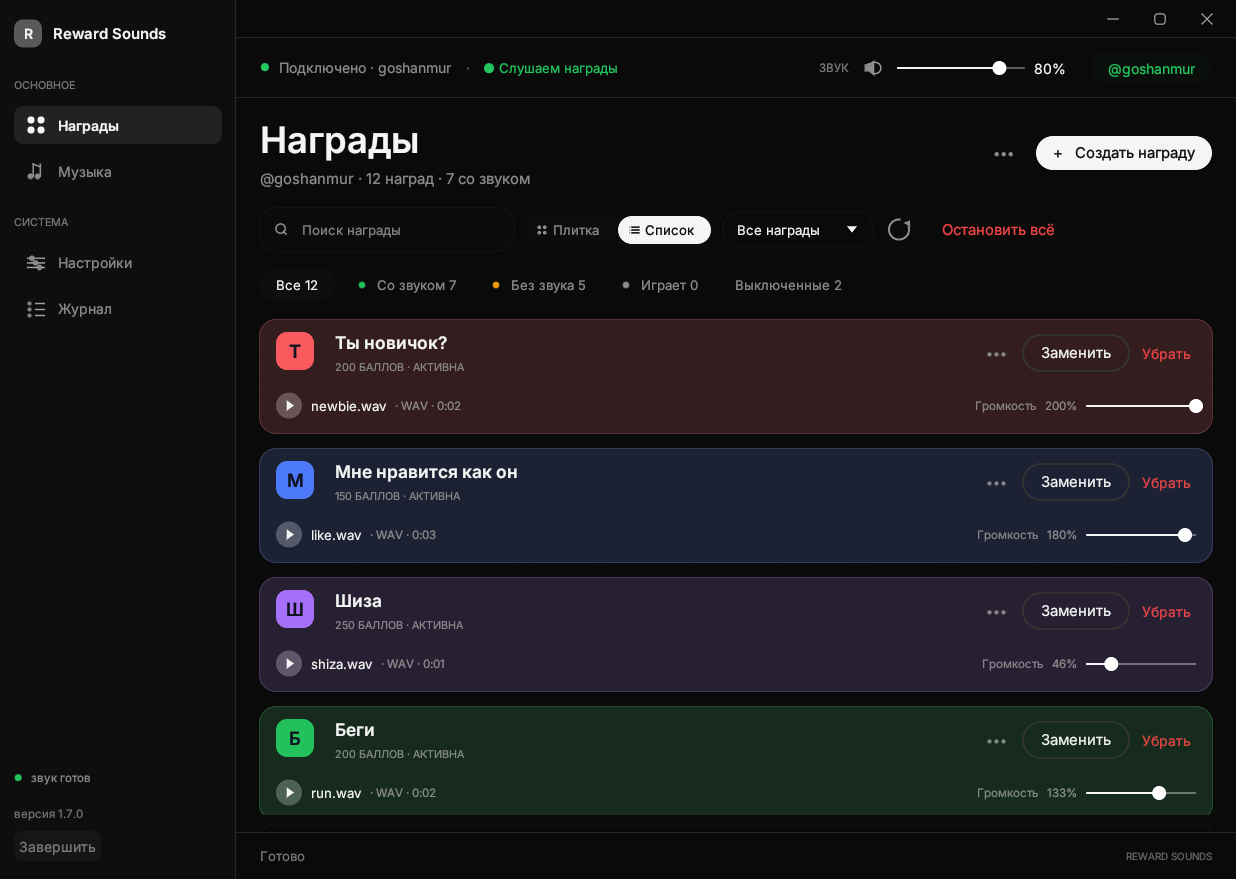 R Reward Sounds
ОСНОВНОЕ
Награды
Музыка
СИСТЕМА
Настройки
Журнал
звук готов
версия 1.7.0
Завершить
Подключено · goshanmur · Слушаем награды
ЗВУК 80% @goshanmur
Награды
@goshanmur · 12 наград · 7 со звуком
+ Создать награду
Поиск награды Плитка Список Все награды Остановить всё
Все 12 Со звуком 7 Без звука 5 Играет 0 Выключенные 2
Т Ты новичок? Заменить Убрать
200 БАЛЛОВ · АКТИВНА
newbie.wav · WAV · 0:02 Громкость 200%
М Мне нравится как он Заменить Убрать
150 БАЛЛОВ · АКТИВНА
like.wav · WAV · 0:03 Громкость 180%
Ш Шиза Заменить Убрать
250 БАЛЛОВ · АКТИВНА
shiza.wav · WAV · 0:01 Громкость 46%
Б Беги Заменить Убрать
200 БАЛЛОВ · АКТИВНА
run.wav · WAV · 0:02 Громкость 133%
Готово REWARD SOUNDS